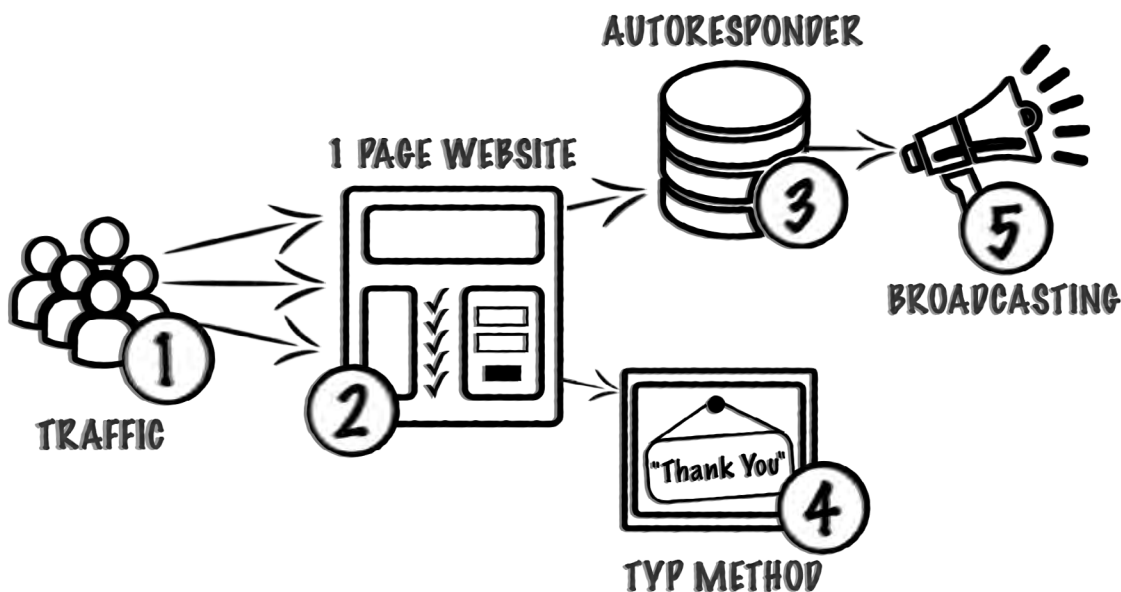 AUTORESPONDER
1 PAGE WEBSITE
3
5
BROADCASTING
1
2
TRAFFIC
"Thank You"
4
TYP METHOD